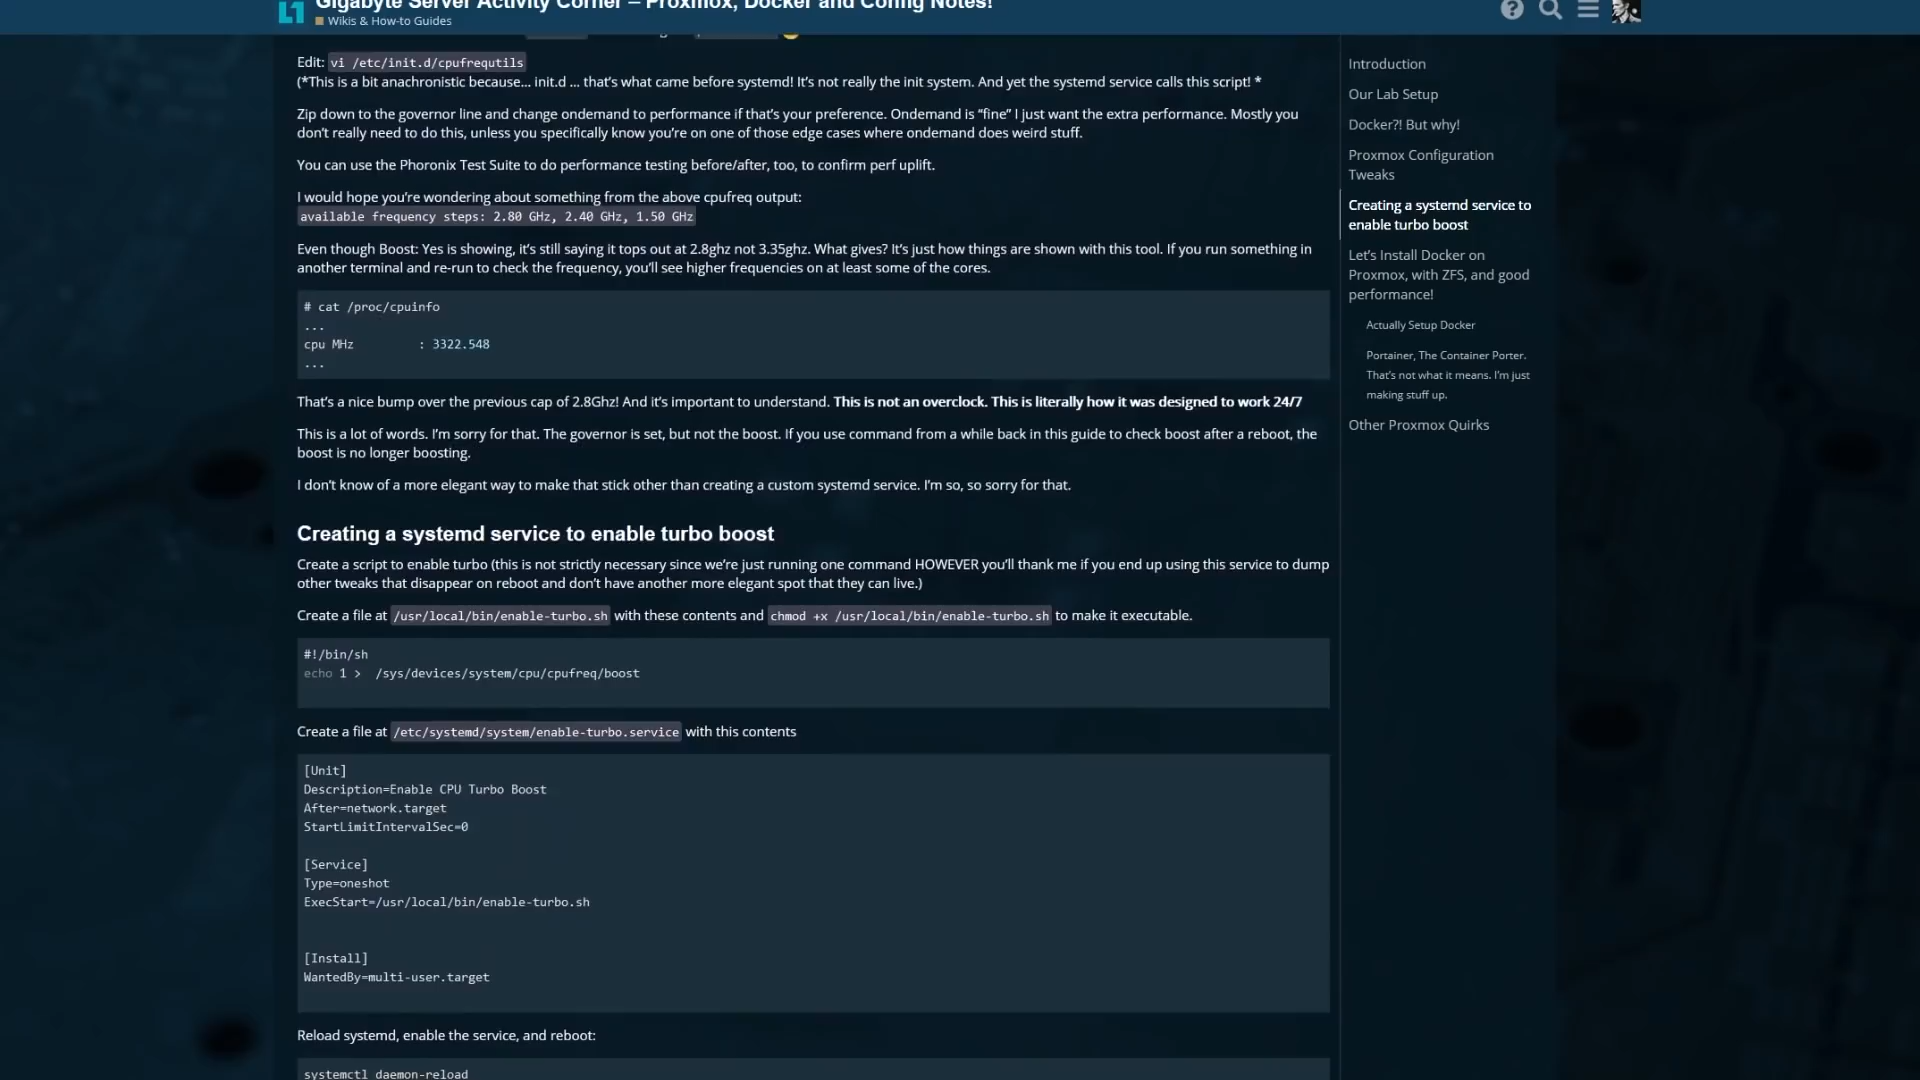 Gigabyte Server Activity Corner – Proxmox, Docker and Config Notes!
Wikis & How-to Guides
Edit: vi /etc/init.d/cpufrequtils
(*This is a bit anachronistic because... init.d ... that's what came before systemd! It's not really the init system. And yet the systemd service calls this script! *
Zip down to the governor line and change ondemand to performance if that's your preference. Ondemand is “fine” I just want the extra performance. Mostly you
don't really need to do this, unless you specifically know you're on one of those edge cases where ondemand does weird stuff.
You can use the Phoronix Test Suite to do performance testing before/after, too, to confirm perf uplift.
I would hope you're wondering about something from the above cpufreq output:
available frequency steps: 2.80 GHz, 2.40 GHz, 1.50 GHz
Even though Boost: Yes is showing, it's still saying it tops out at 2.8ghz not 3.35ghz. What gives? It's just how things are shown with this tool. If you run something in
another terminal and re-run to check the frequency, you'll see higher frequencies on at least some of the cores.
# cat /proc/cpuinfo
...
cpu MHz : 3322.548
...
That's a nice bump over the previous cap of 2.8Ghz! And it's important to understand. This is not an overclock. This is literally how it was designed to work 24/7
This is a lot of words. I'm sorry for that. The governor is set, but not the boost. If you use command from a while back in this guide to check boost after a reboot, the
boost is no longer boosting.
I don't know of a more elegant way to make that stick other than creating a custom systemd service. I'm so, so sorry for that.
Creating a systemd service to enable turbo boost
Create a script to enable turbo (this is not strictly necessary since we're just running one command HOWEVER you'll thank me if you end up using this service to dump
other tweaks that disappear on reboot and don't have another more elegant spot that they can live.)
Create a file at /usr/local/bin/enable-turbo.sh with these contents and chmod +x /usr/local/bin/enable-turbo.sh to make it executable.
#!/bin/sh
echo 1 > /sys/devices/system/cpu/cpufreq/boost
Create a file at /etc/systemd/system/enable-turbo.service with this contents
[Unit]
Description=Enable CPU Turbo Boost
After=network.target
StartLimitIntervalSec=0
[Service]
Type=oneshot
ExecStart=/usr/local/bin/enable-turbo.sh
[Install]
WantedBy=multi-user.target
Reload systemd, enable the service, and reboot:
systemctl daemon-reload
Introduction
Our Lab Setup
Docker?! But why!
Proxmox Configuration
Tweaks
Creating a systemd service to
enable turbo boost
Let's Install Docker on
Proxmox, with ZFS, and good
performance!
Actually Setup Docker
Portainer, The Container Porter.
That's not what it means. I'm just
making stuff up.
Other Proxmox Quirks